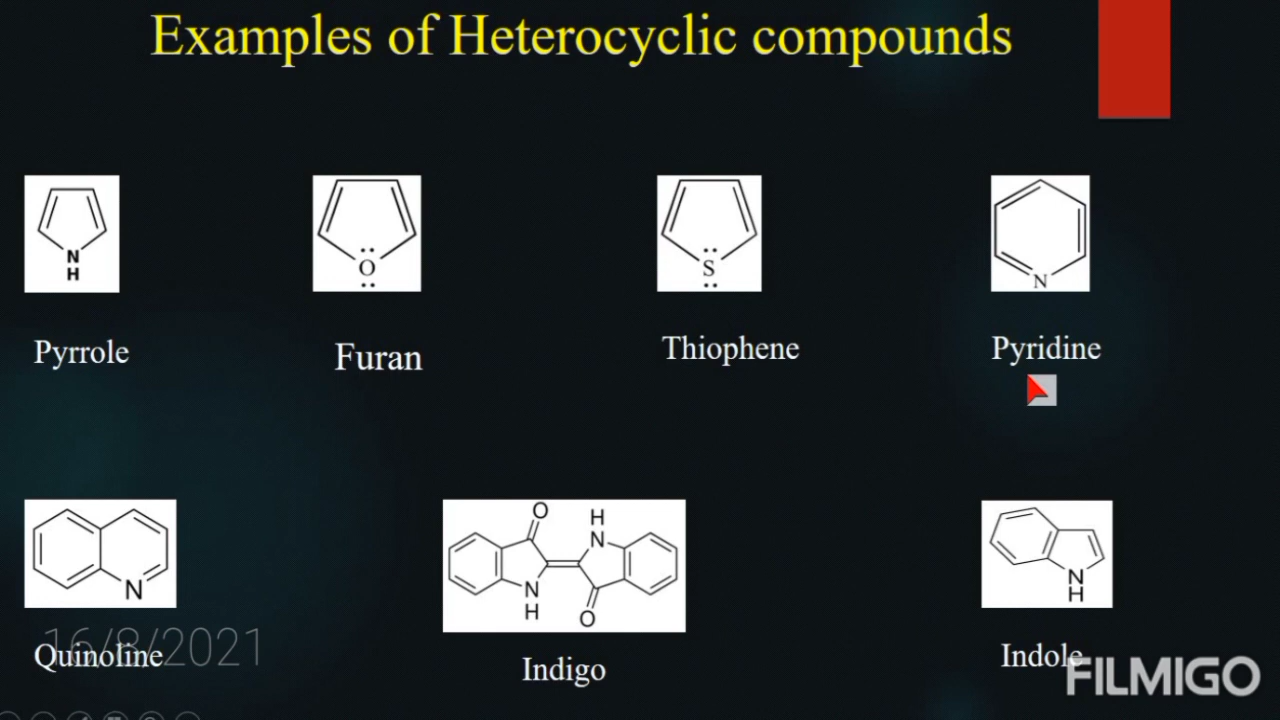 Examples of Heterocyclic compounds
N
H
O
S
N
Pyrrole
Furan
Thiophene
Pyridine
N
O
H
N
N
H
O
N
H
16/8/2021
Quinoline
Indigo
Indole
FILMIGO